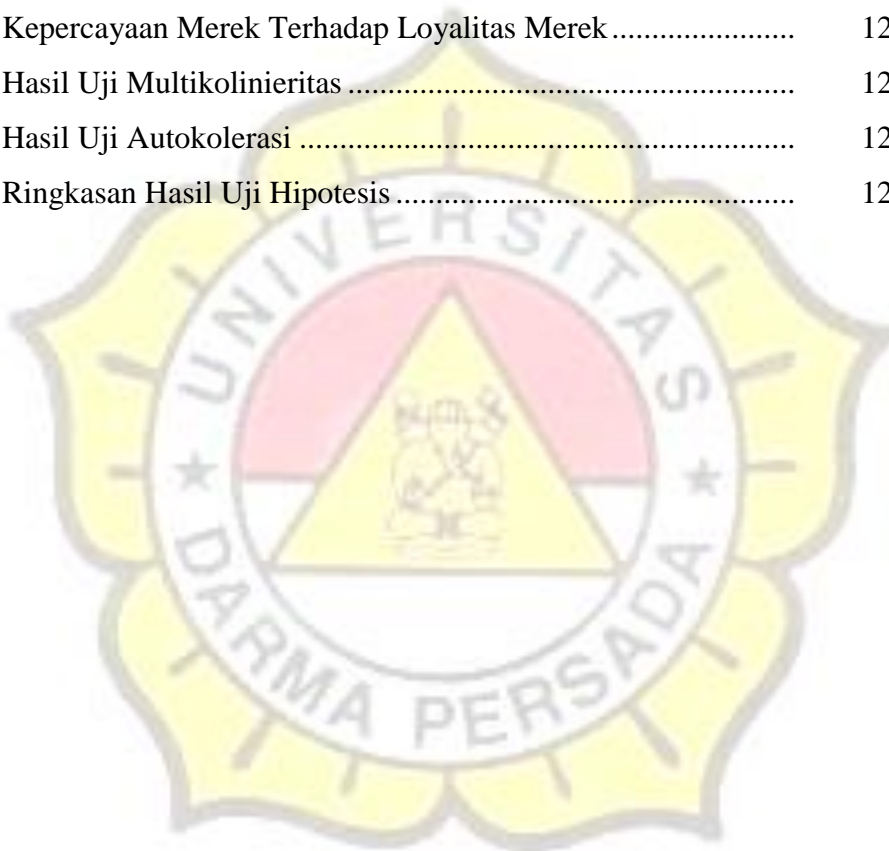 Kepercayaan Merek Terhadap Loyalitas Merek ....................... 12
Hasil Uji Multikolinieritas ........................................................ 12
Hasil Uji Autokolerasi .............................................................. 12
Ringkasan Hasil Uji Hipotesis .................................................. 12
UNIVERSITAS
DARMA PERSADA